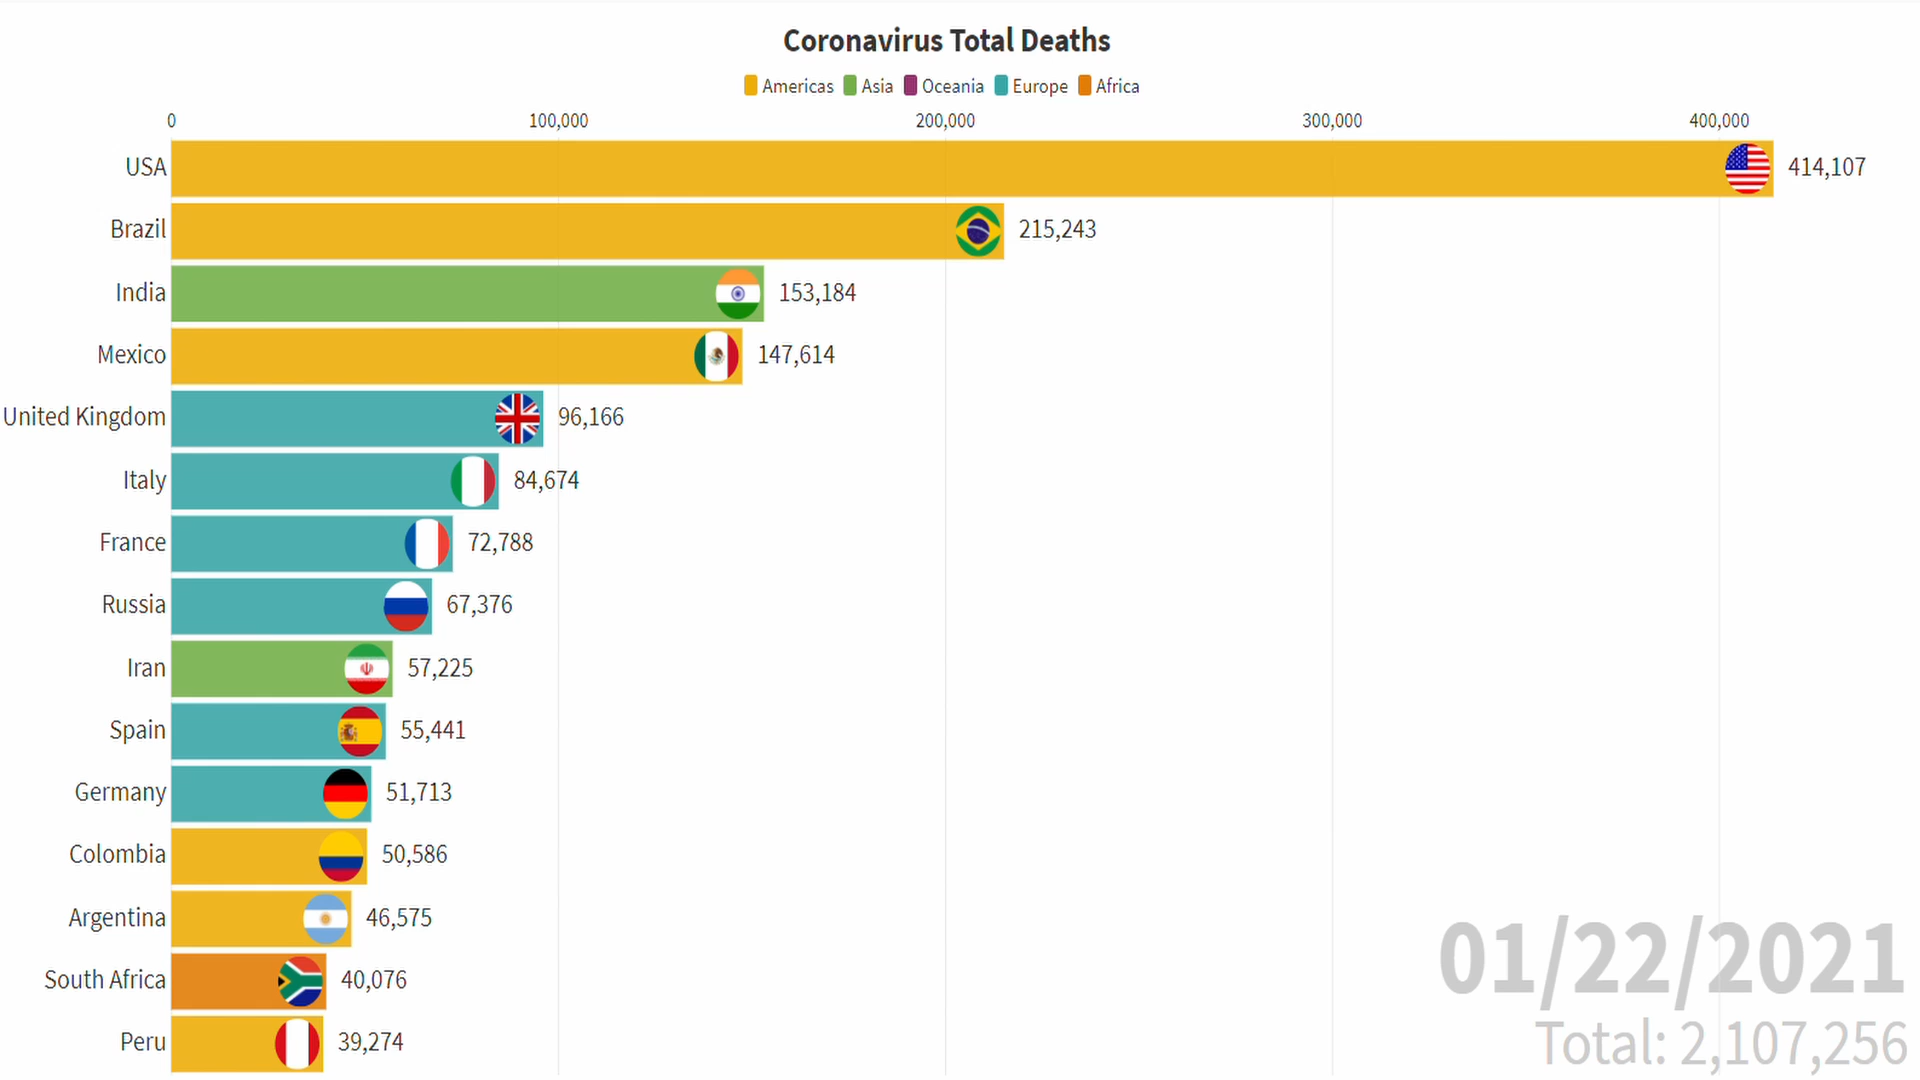 Coronavirus Total Deaths
Americas Asia Oceania Europe Africa
0 100,000 200,000 300,000 400,000
USA 414,107
Brazil 215,243
India 153,184
Mexico 147,614
United Kingdom 96,166
Italy 84,674
France 72,788
Russia 67,376
Iran 57,225
Spain 55,441
Germany 51,713
Colombia 50,586
Argentina 46,575
South Africa 40,076
Peru 39,274
01/22/2021
Total: 2,107,256